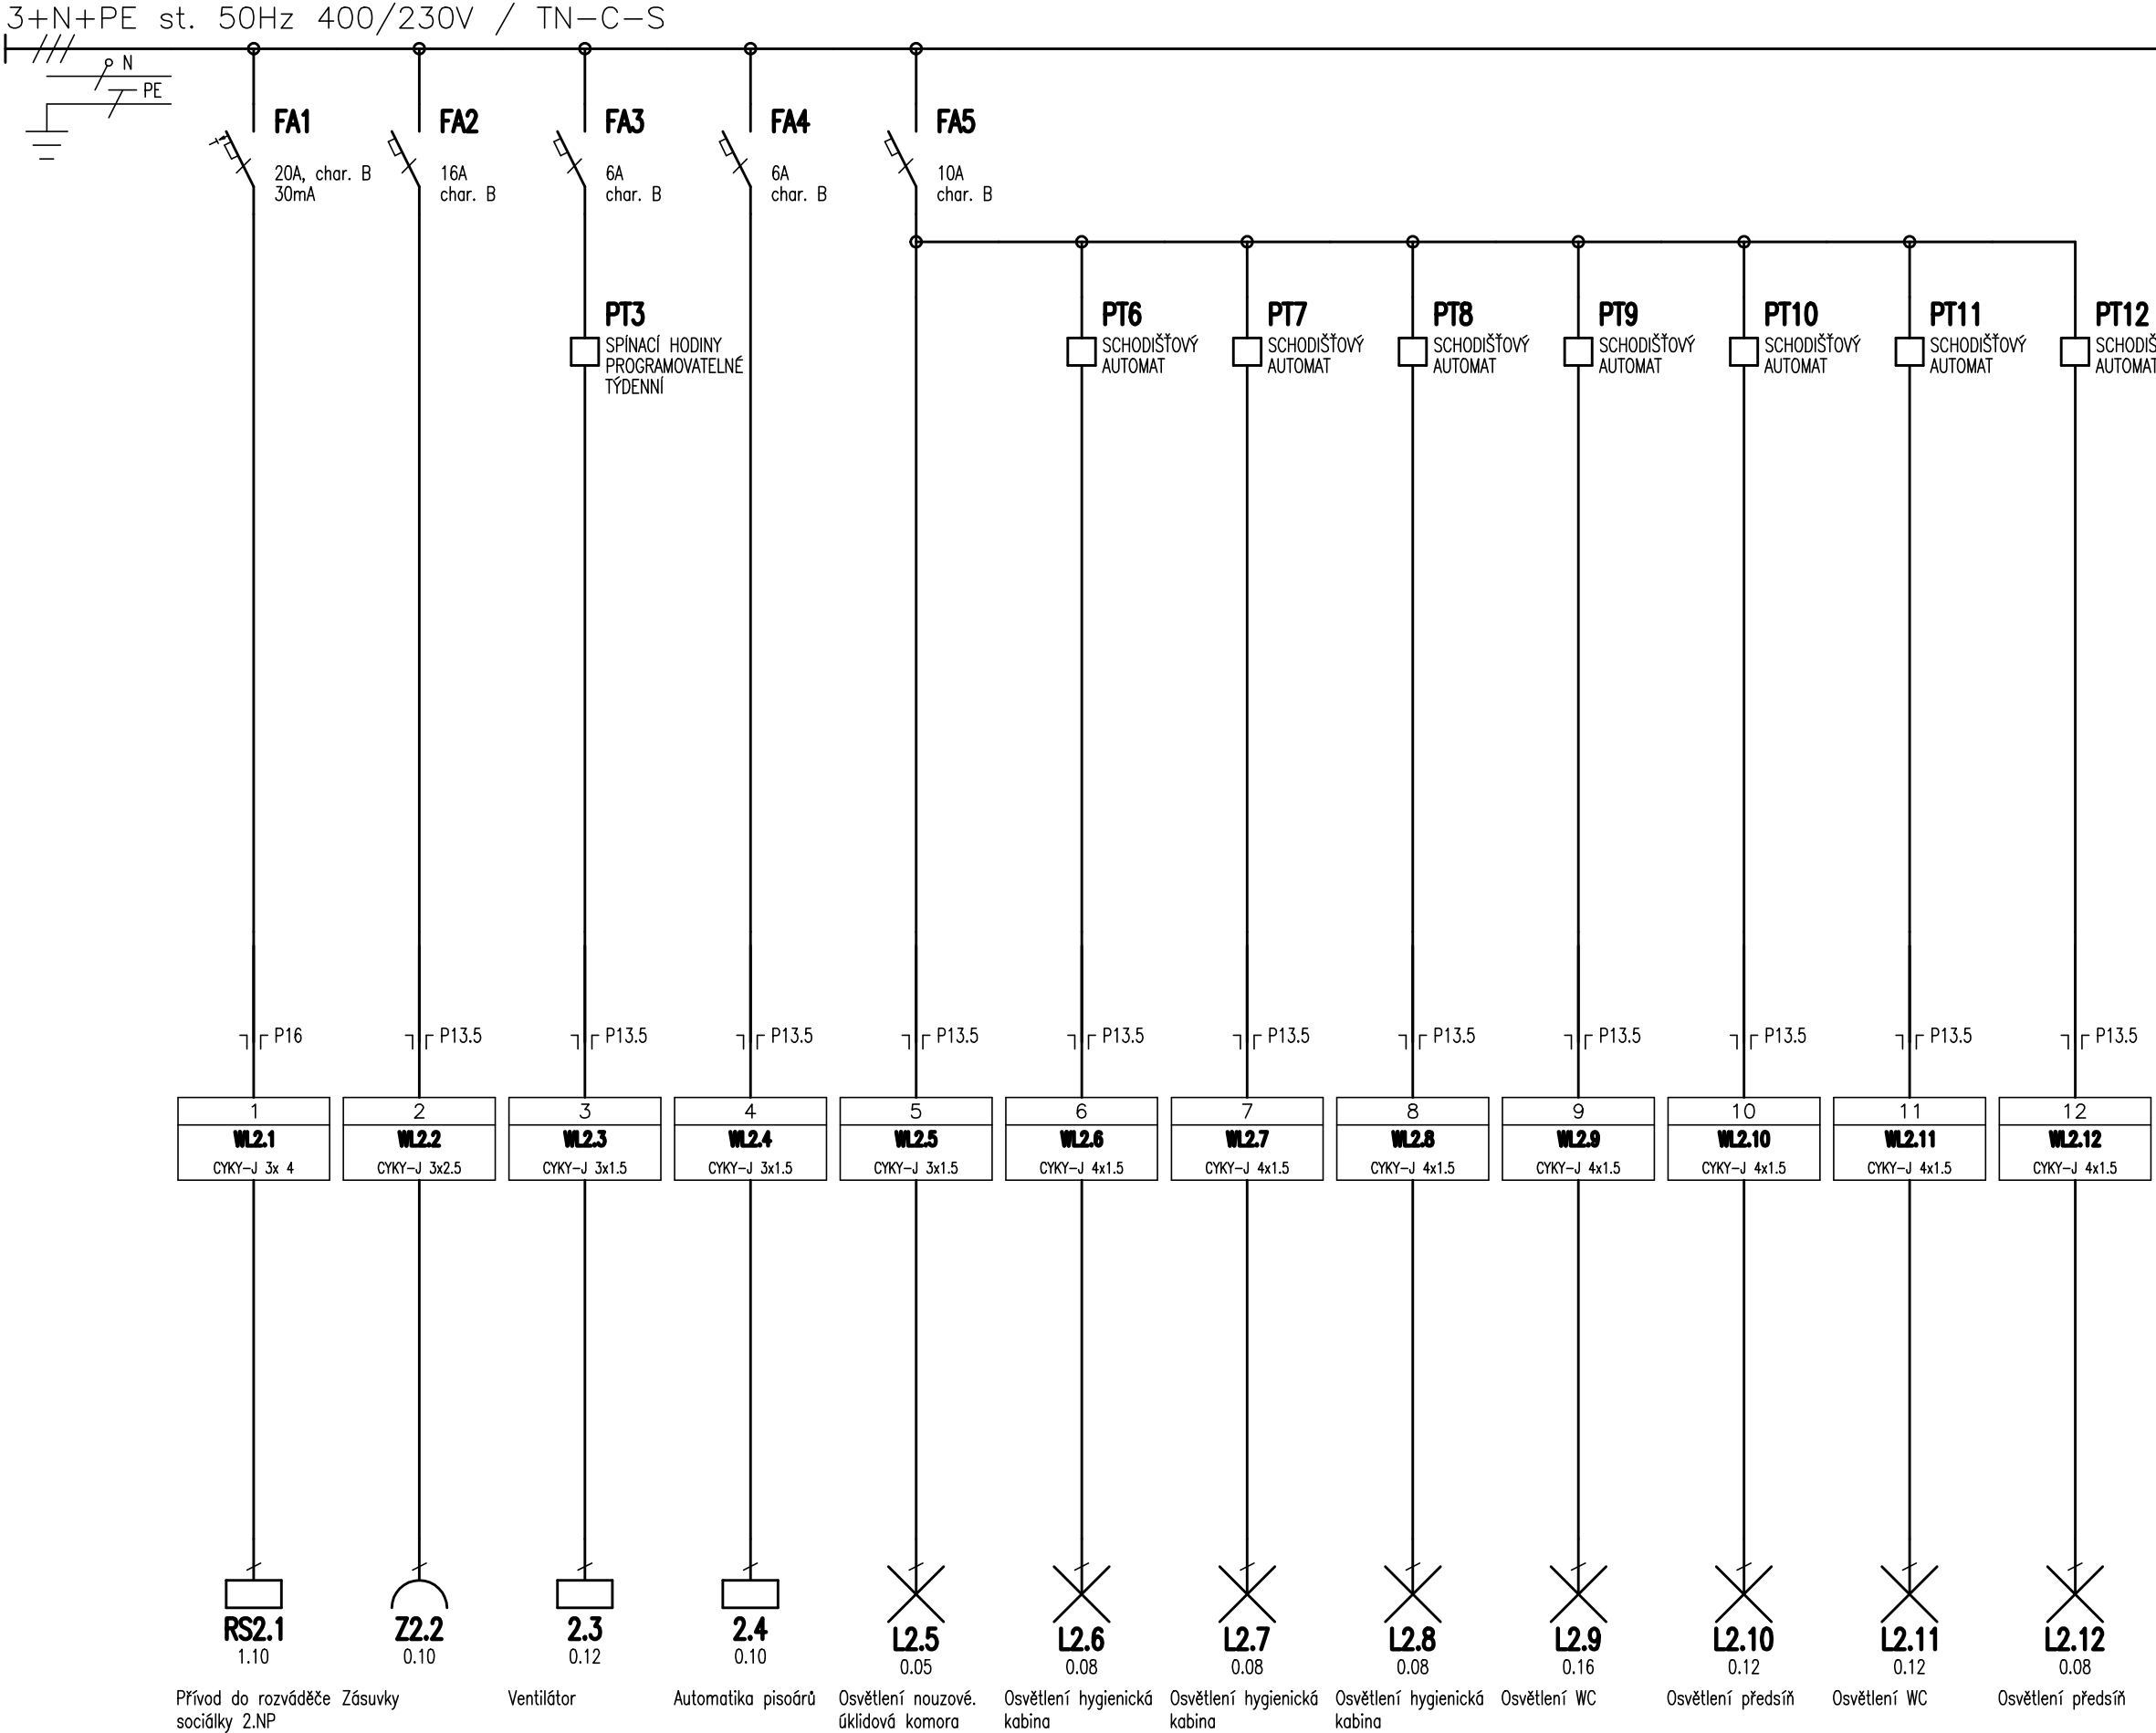 3+N+PE st. 50Hz 400/230V / TN-C-S
N
PE
FA1
20A, char. B
30mA
FA2
16A
char. B
FA3
6A
char. B
FA4
6A
char. B
FA5
10A
char. B
PT3
SPÍNACÍ HODINY
PROGRAMOVATELNÉ
TÝDENNÍ
PT6
SCHODIŠŤOVÝ
AUTOMAT
PT7
SCHODIŠŤOVÝ
AUTOMAT
PT8
SCHODIŠŤOVÝ
AUTOMAT
PT9
SCHODIŠŤOVÝ
AUTOMAT
PT10
SCHODIŠŤOVÝ
AUTOMAT
PT11
SCHODIŠŤOVÝ
AUTOMAT
PT12
AUTOMAT
P16
P13.5
P13.5
P13.5
P13.5
P13.5
P13.5
P13.5
P13.5
P13.5
P13.5
P13.5
1
WL2.1
CYKY-J 3x 4
2
WL2.2
CYKY-J 3x2.5
3
WL2.3
CYKY-J 3x1.5
4
WL2.4
CYKY-J 3x1.5
5
WL2.5
CYKY-J 3x1.5
6
WL2.6
CYKY-J 4x1.5
7
WL2.7
CYKY-J 4x1.5
8
WL2.8
CYKY-J 4x1.5
9
WL2.9
CYKY-J 4x1.5
10
WL2.10
CYKY-J 4x1.5
11
WL2.11
CYKY-J 4x1.5
12
WL2.12
CYKY-J 4x1.5
RS2.1
1.10
Přívod do rozváděče
sociálky 2.NP
Z2.2
0.10
Zásuvky
2.3
0.12
Ventilátor
2.4
0.10
Automatika pisoárů
L2.5
0.05
Osvětlení nouzové.
úklidová komora
L2.6
0.08
Osvětlení hygienická
kabina
L2.7
0.08
Osvětlení hygienická
kabina
L2.8
0.08
Osvětlení hygienická
kabina
L2.9
0.16
Osvětlení WC
L2.10
0.12
Osvětlení předsíň
L2.11
0.12
Osvětlení WC
L2.12
0.08
Osvětlení předsíň